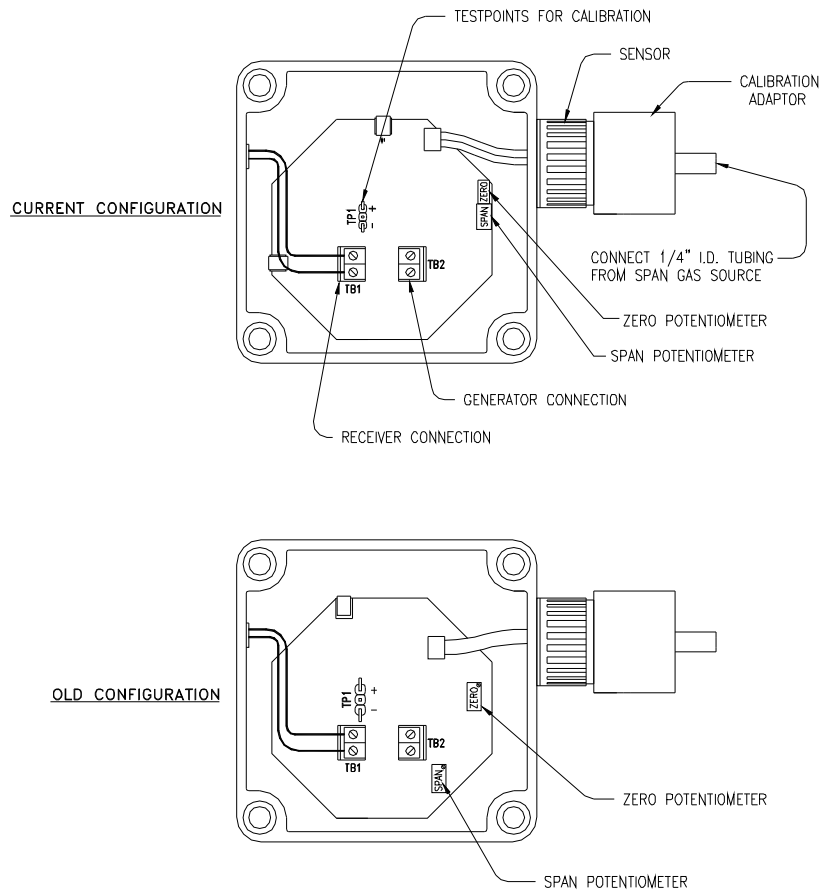 TESTPOINTS FOR CALIBRATION
SENSOR
CALIBRATION
ADAPTOR
CURRENT CONFIGURATION
TP1
+
-
ZERO
SPAN
TB1
TB2
CONNECT 1/4" I.D. TUBING
FROM SPAN GAS SOURCE
ZERO POTENTIOMETER
SPAN POTENTIOMETER
GENERATOR CONNECTION
RECEIVER CONNECTION
OLD CONFIGURATION
TP1
+
-
ZERO
TB1
TB2
SPAN
ZERO POTENTIOMETER
SPAN POTENTIOMETER